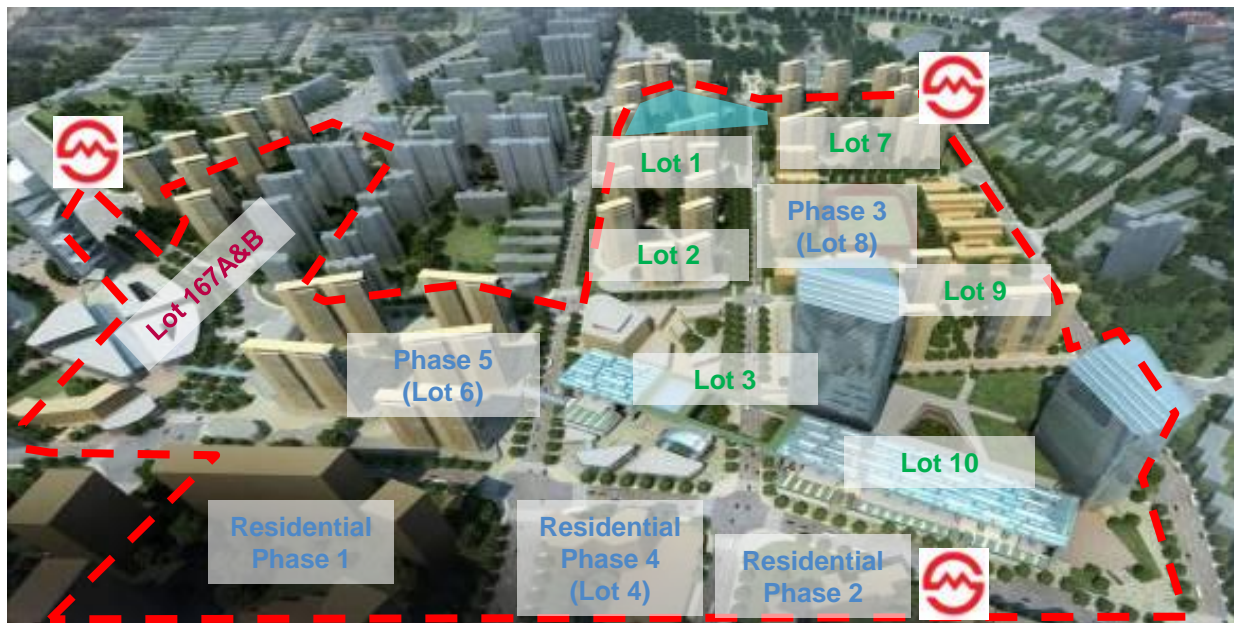 Lot 1
Lot 7
Phase 3
(Lot 8)
Lot 167A&B
Lot 2
Lot 9
Phase 5
(Lot 6)
Lot 3
Lot 10
Residential
Phase 1
Residential
Phase 4
(Lot 4)
Residential
Phase 2